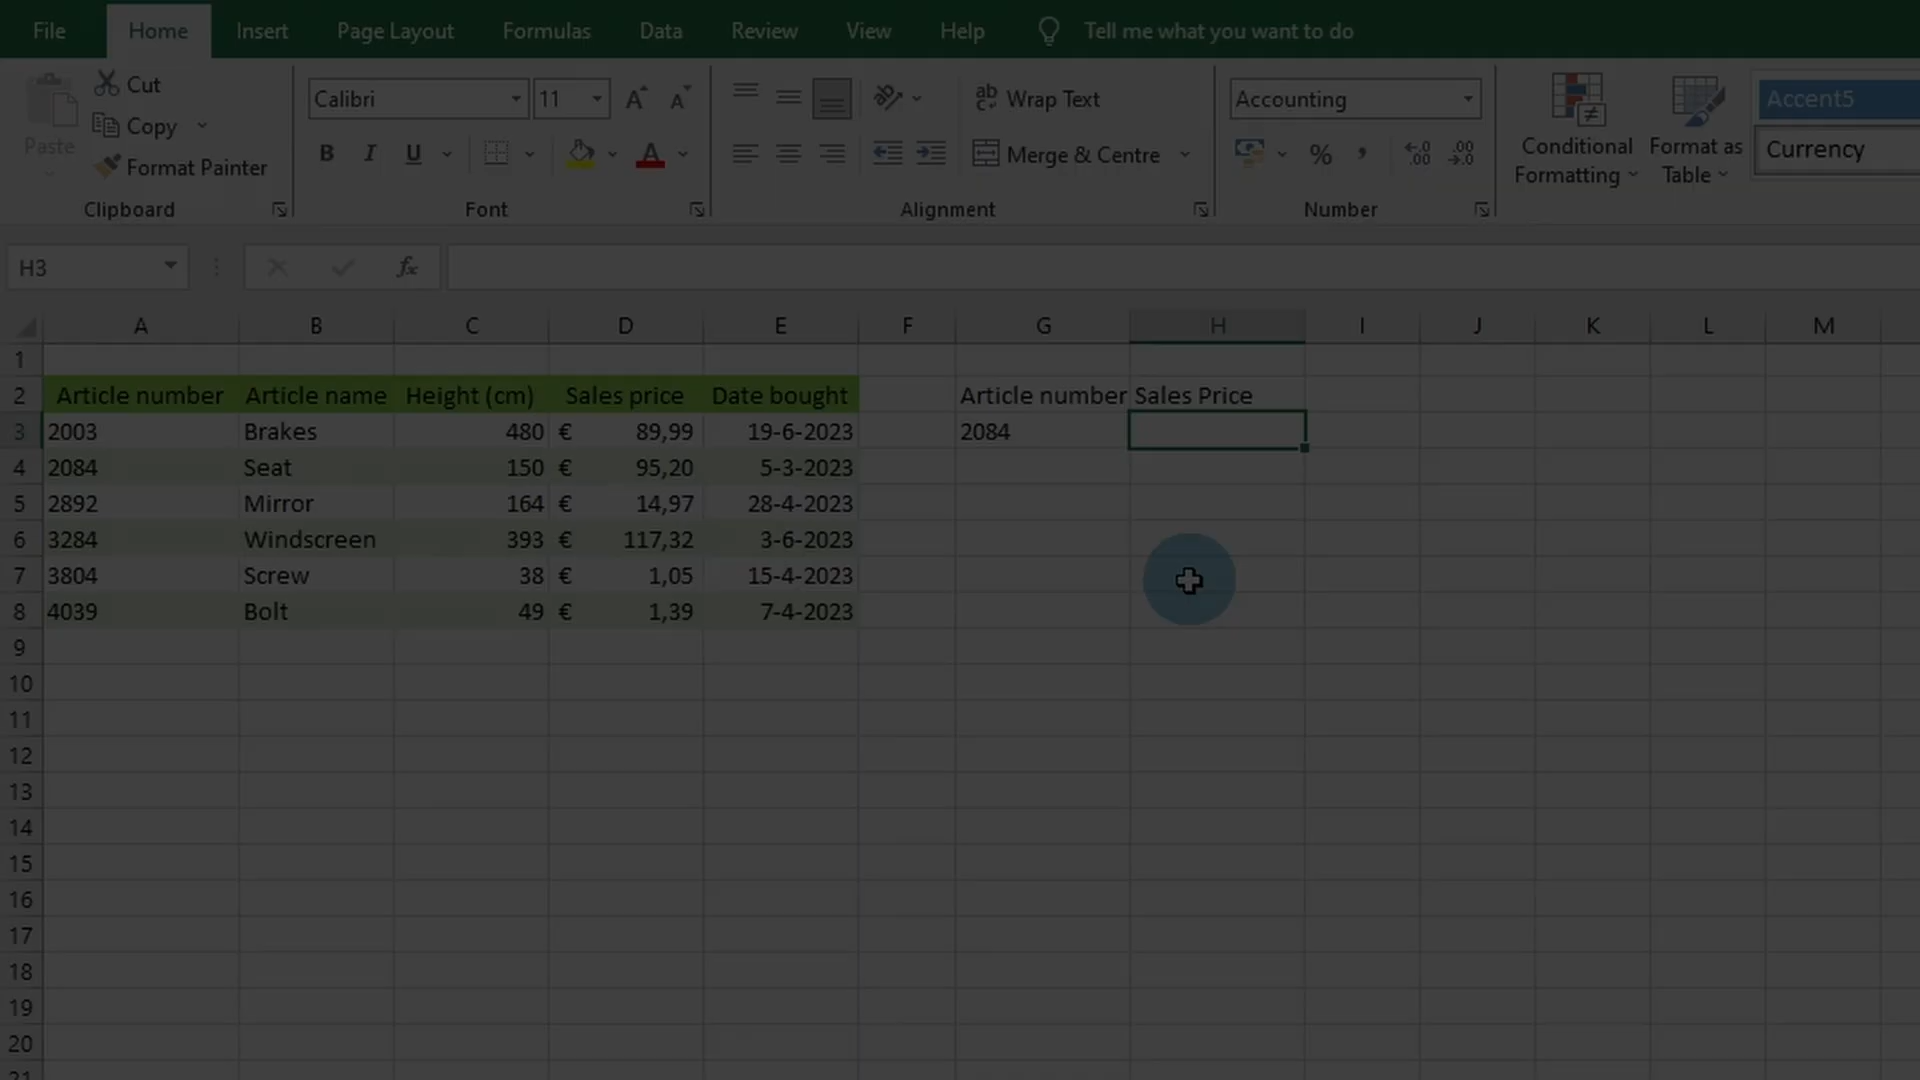 File Home Insert Page Layout Formulas Data Review View Help Tell me what you want to do
Paste
Cut
Copy
Format Painter
Clipboard
Calibri 11 A A
B I U A
Font
ab Wrap Text
Merge & Centre
Alignment
Accounting
% , .00 .00
Number
Conditional Formatting
Format as Table
Accent5
Currency
H3 fx
A B C D E F G H I J K L M
1
2 Article number Article name Height (cm) Sales price Date bought Article number Sales Price
3 2003 Brakes 480 € 89,99 19-6-2023 2084
4 2084 Seat 150 € 95,20 5-3-2023
5 2892 Mirror 164 € 14,97 28-4-2023
6 3284 Windscreen 393 € 117,32 3-6-2023
7 3804 Screw 38 € 1,05 15-4-2023
8 4039 Bolt 49 € 1,39 7-4-2023
9
10
11
12
13
14
15
16
17
18
19
20
21